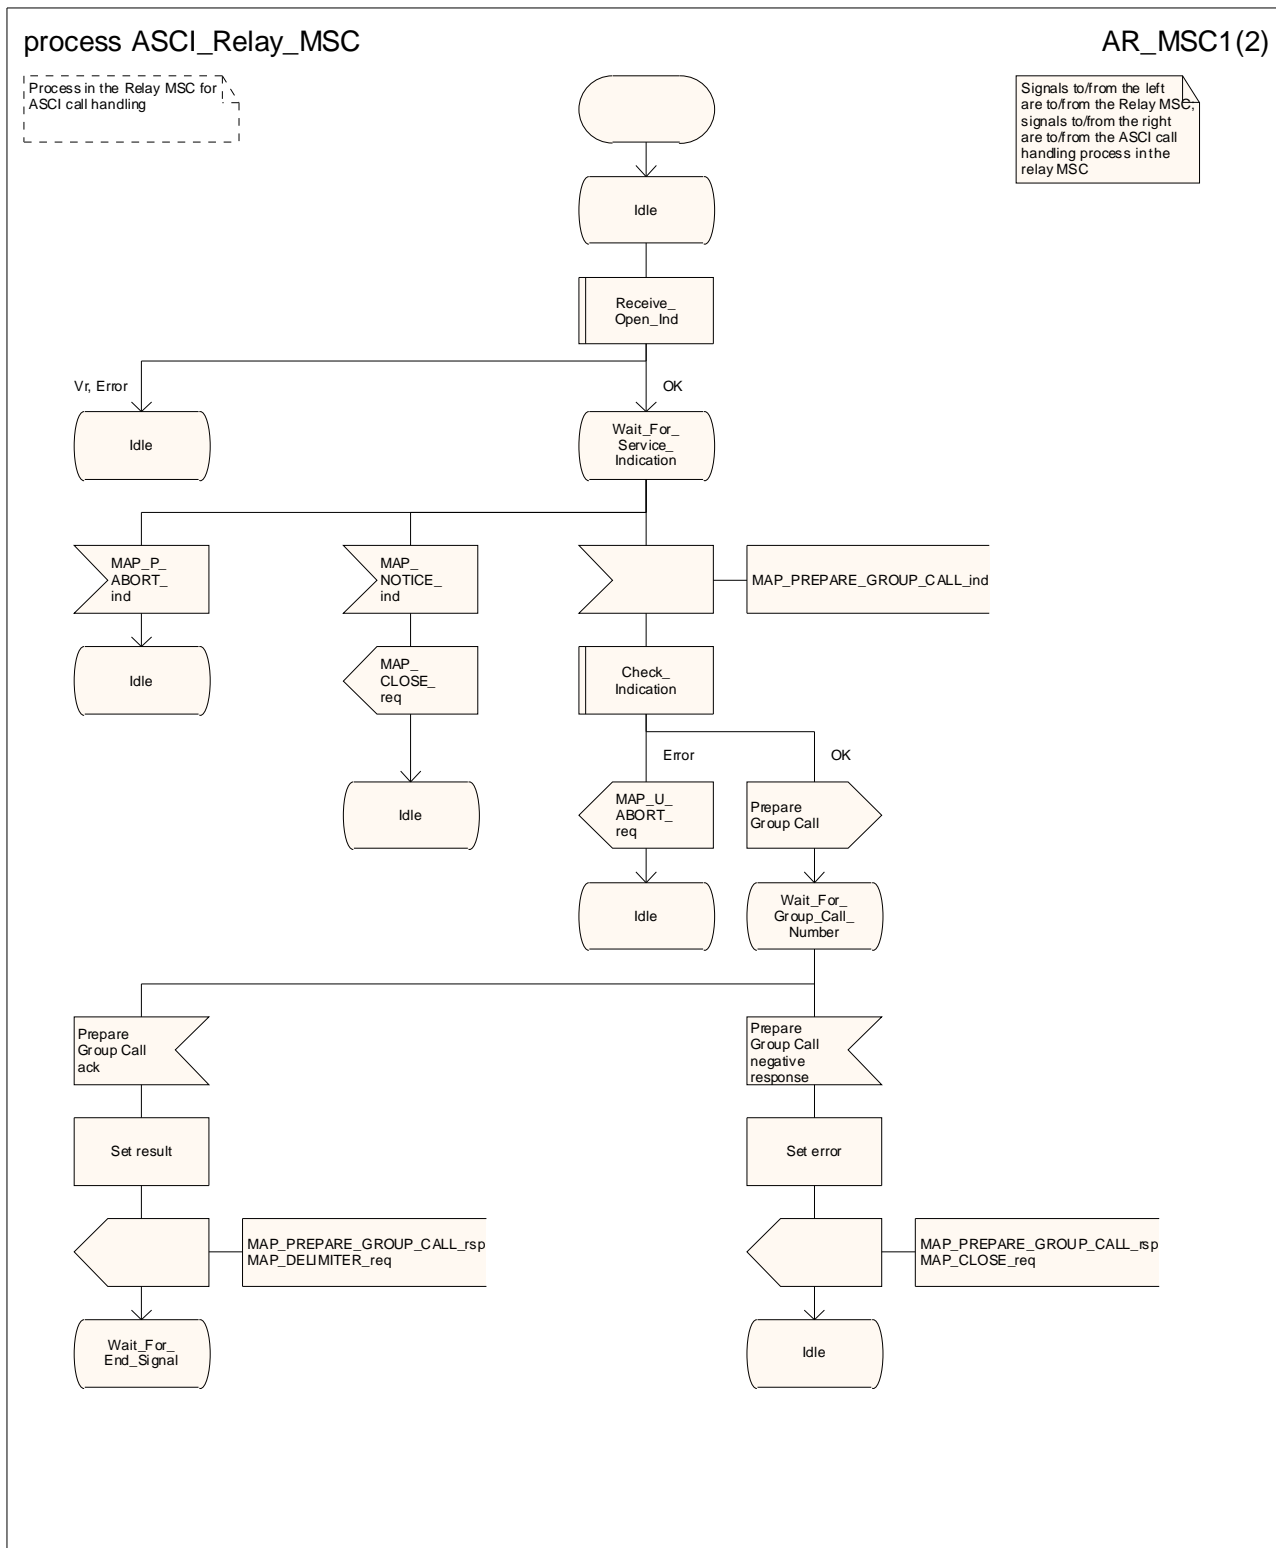 process ASCI_Relay_MSC
AR_MSC1(2)
Process in the Relay MSC for
ASCI call handling
Signals to/from the left
are to/from the Relay MSC;
signals to/from the right
are to/from the ASCI call
handling process in the
relay MSC
Idle
Receive_
Open_Ind
Vr, Error
OK
Idle
Wait_For_
Service_
Indication
MAP_P_
ABORT_
ind
MAP_
NOTICE_
ind
MAP_PREPARE_GROUP_CALL_ind
Idle
MAP_
CLOSE_
req
Check_
Indication
Error
OK
Idle
MAP_U_
ABORT_
req
Prepare
Group Call
Idle
Wait_For_
Group_Call_
Number
Prepare
Group Call
ack
Prepare
Group Call
negative
response
Set result
Set error
MAP_PREPARE_GROUP_CALL_rsp
MAP_DELIMITER_req
MAP_PREPARE_GROUP_CALL_rsp
MAP_CLOSE_req
Wait_For_
End_Signal
Idle